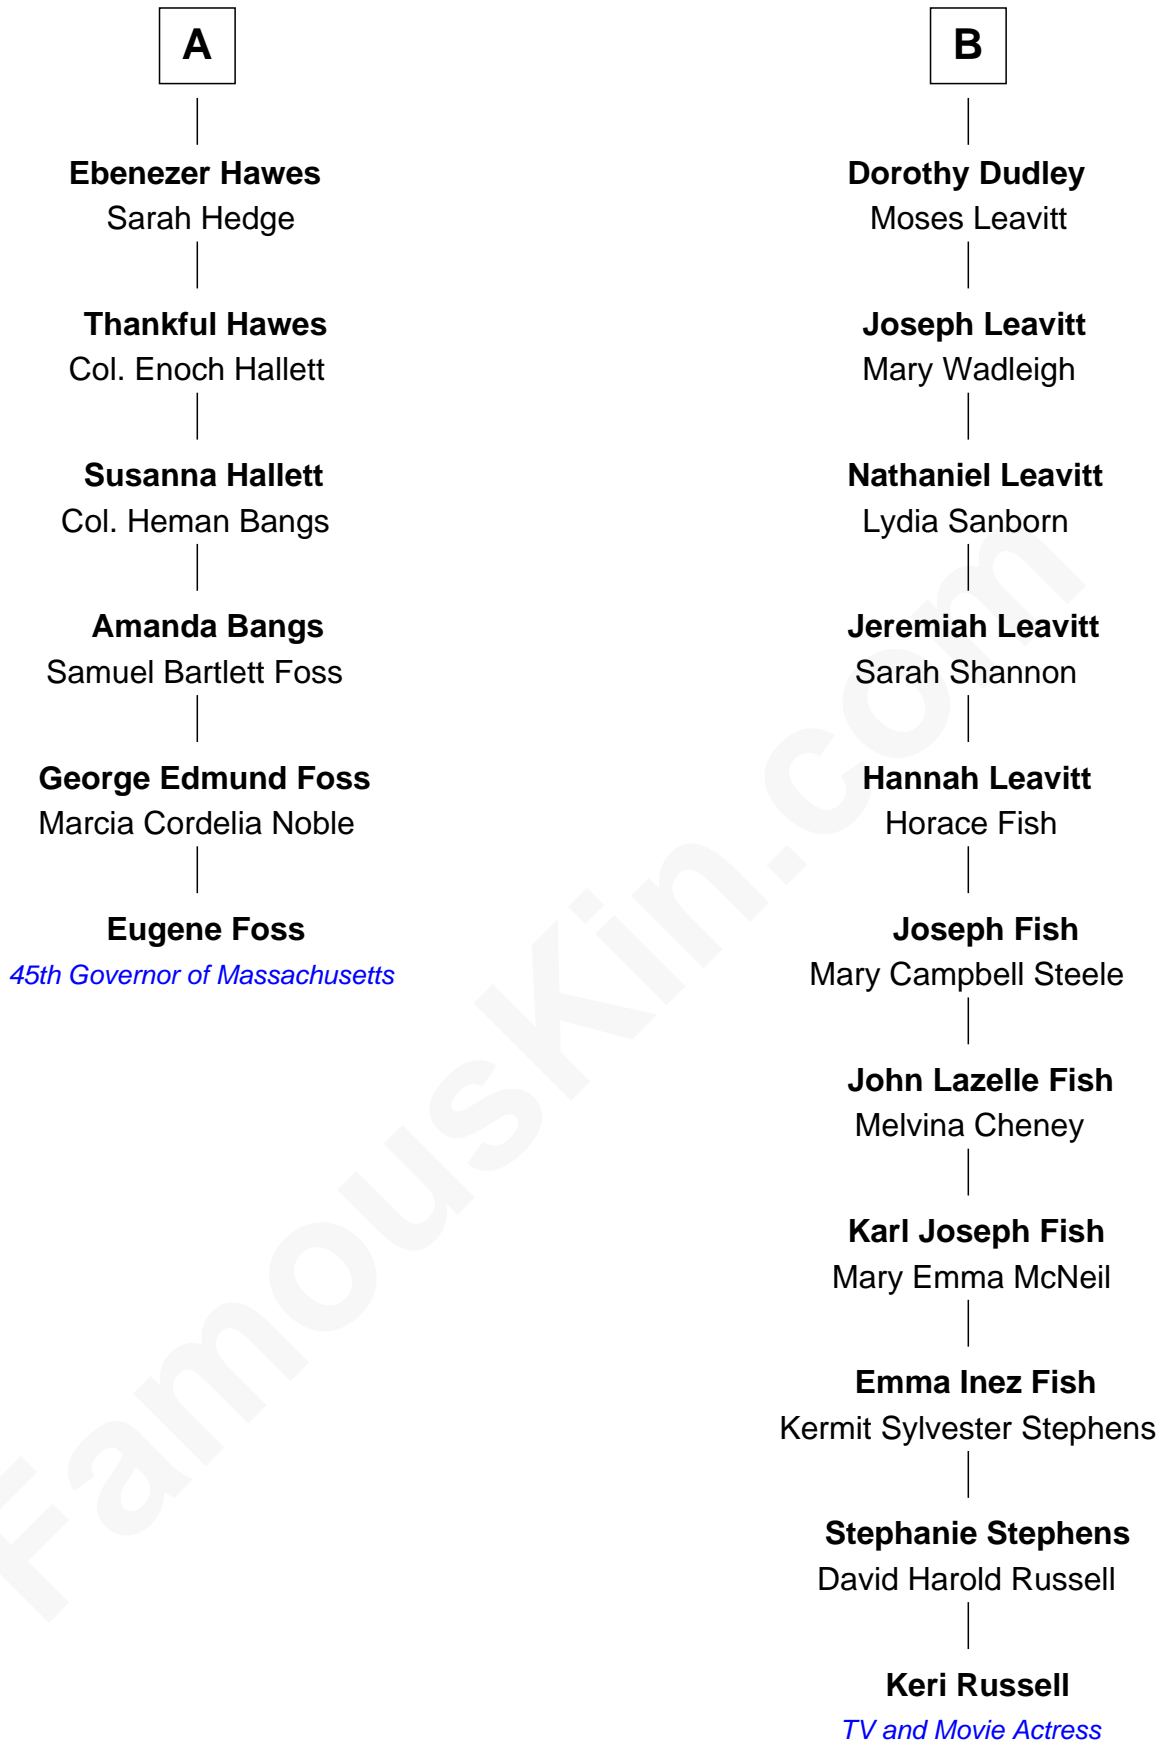 A
Ebenezer Hawes
Sarah Hedge
Thankful Hawes
Col. Enoch Hallett
Susanna Hallett
Col. Heman Bangs
Amanda Bangs
Samuel Bartlett Foss
George Edmund Foss
Marcia Cordelia Noble
Eugene Foss
45th Governor of Massachusetts
B
Dorothy Dudley
Moses Leavitt
Joseph Leavitt
Mary Wadleigh
Nathaniel Leavitt
Lydia Sanborn
Jeremiah Leavitt
Sarah Shannon
Hannah Leavitt
Horace Fish
Joseph Fish
Mary Campbell Steele
John Lazelle Fish
Melvina Cheney
Karl Joseph Fish
Mary Emma McNeil
Emma Inez Fish
Kermit Sylvester Stephens
Stephanie Stephens
David Harold Russell
Keri Russell
TV and Movie Actress
FamousKin.com